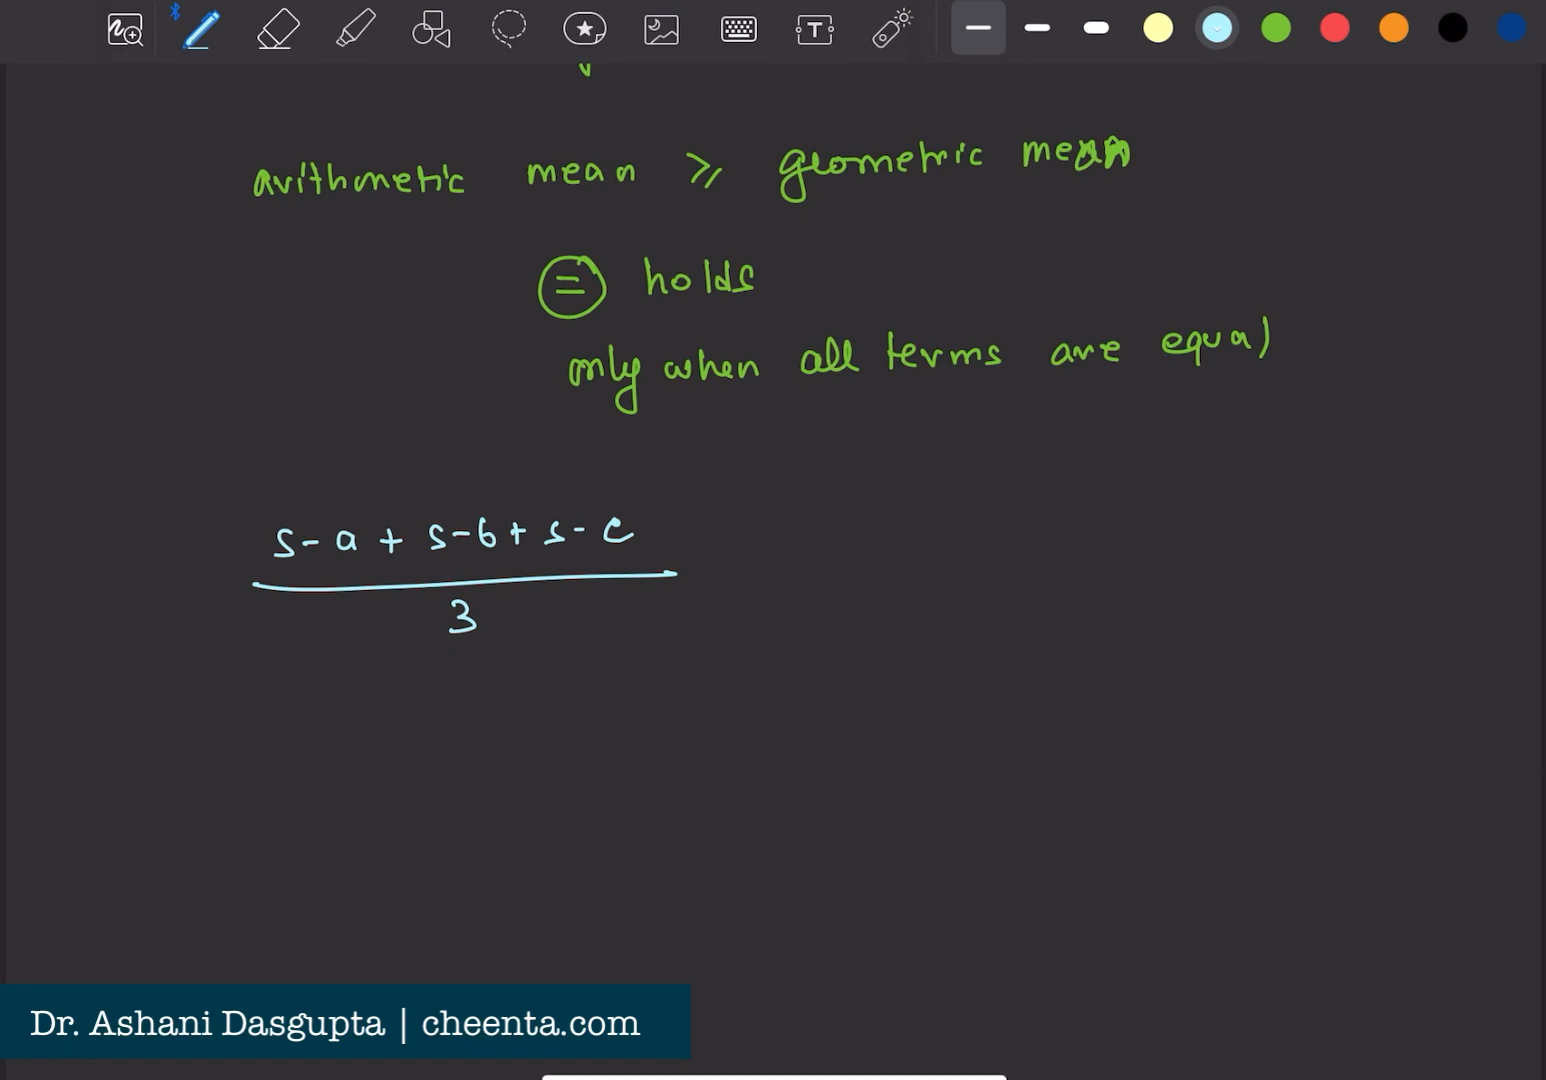 arithmetic mean ⩾ geometric mean
= holds
only when all terms are equal
s-a + s-b + s-c
3
Dr. Ashani Dasgupta | cheenta.com